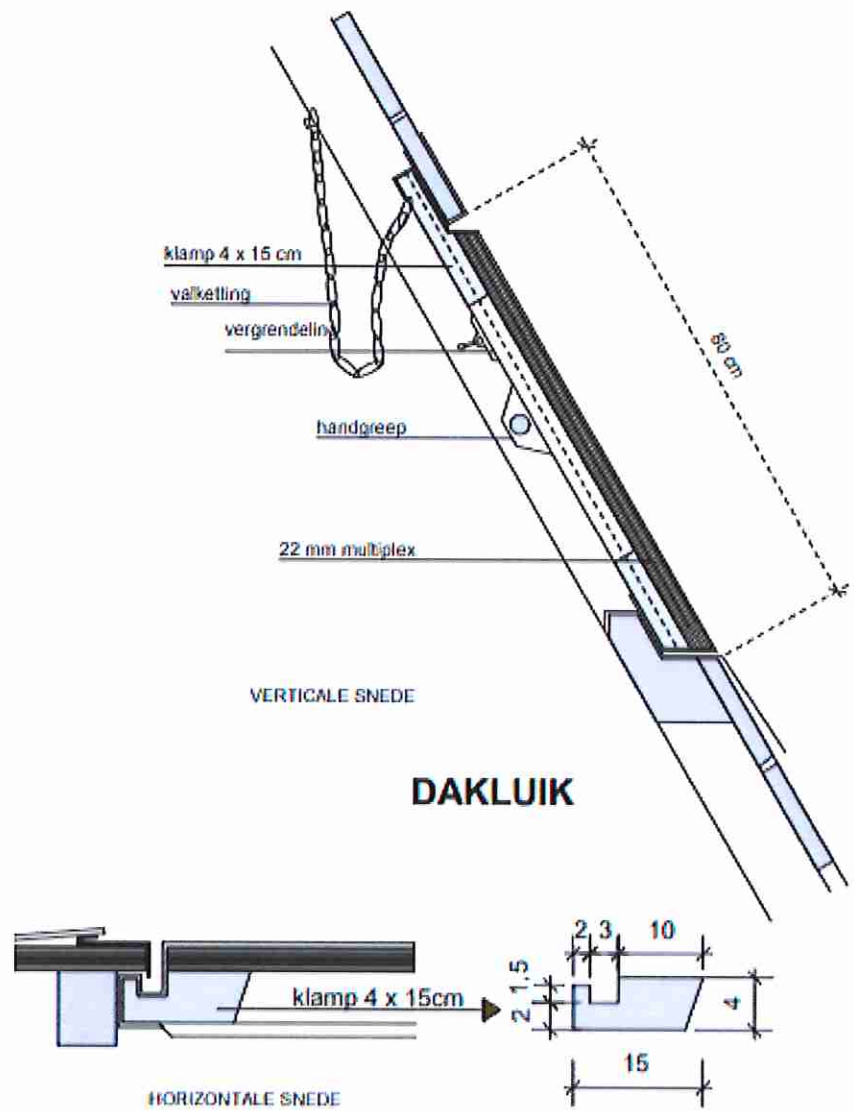 klamp 4 x 15 cm
valketting
vergrendeling
handgreep
80 cm
22 mm multiplex
VERTICALE SNEDE
DAKLUIK
2 3 10
1,5
2
4
klamp 4 x 15cm
15
HORIZONTALE SNEDE